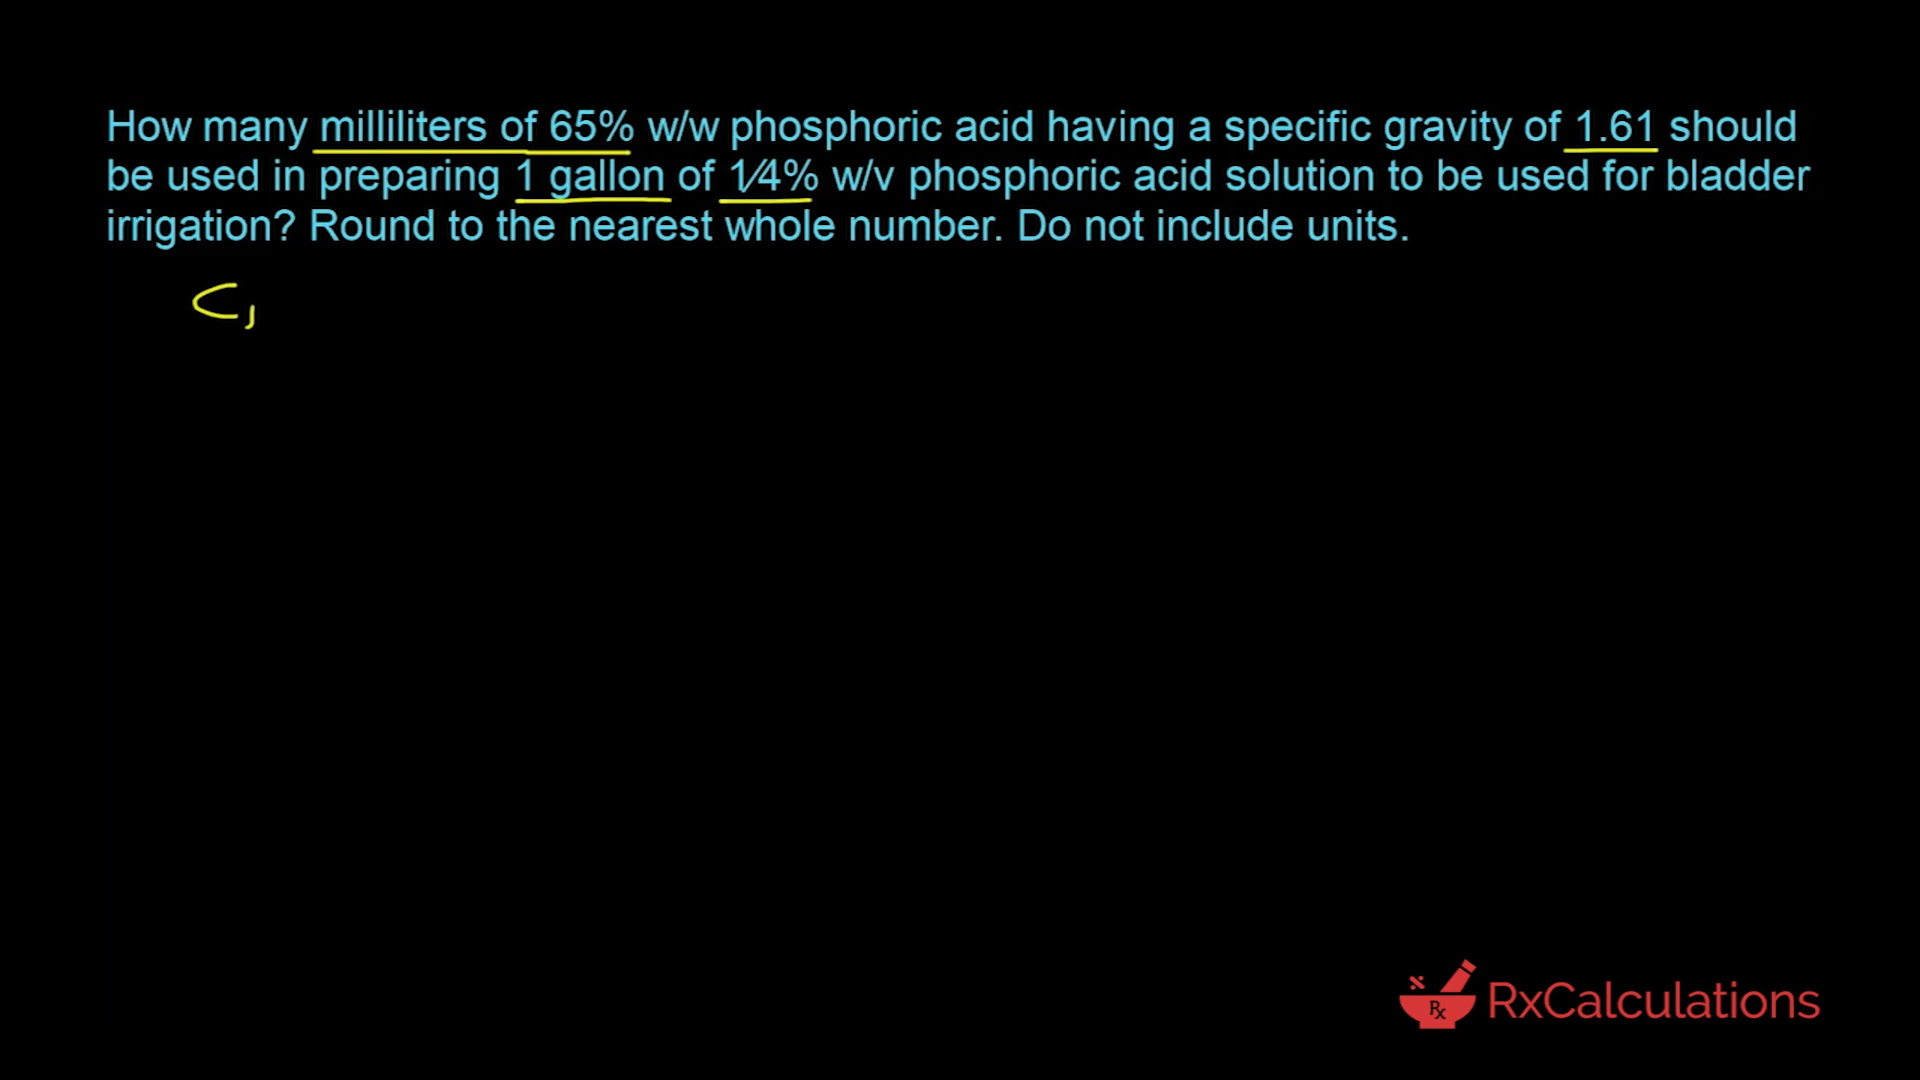 How many milliliters of 65% w/w phosphoric acid having a specific gravity of 1.61 should
be used in preparing 1 gallon of 1⁄4% w/v phosphoric acid solution to be used for bladder
irrigation? Round to the nearest whole number. Do not include units.
C,
Rx
RxCalculations